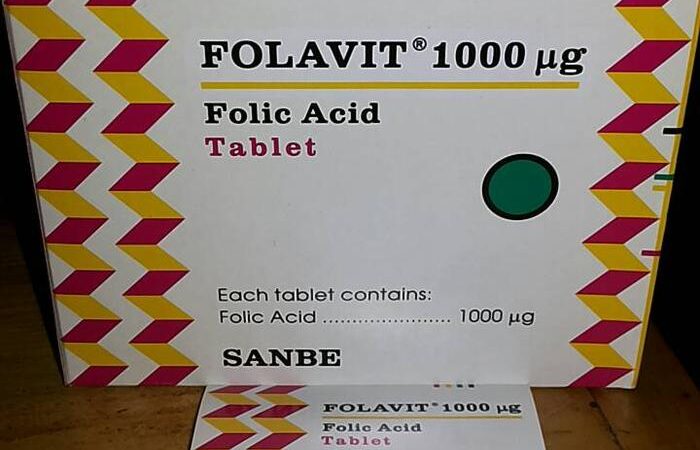 FOLAVIT® 1000 µg
Folic Acid
Tablet
Each tablet contains:
Folic Acid ...................... 1000 µg
SANBE
FOLAVIT® 1000 µg
Folic Acid
Tablet